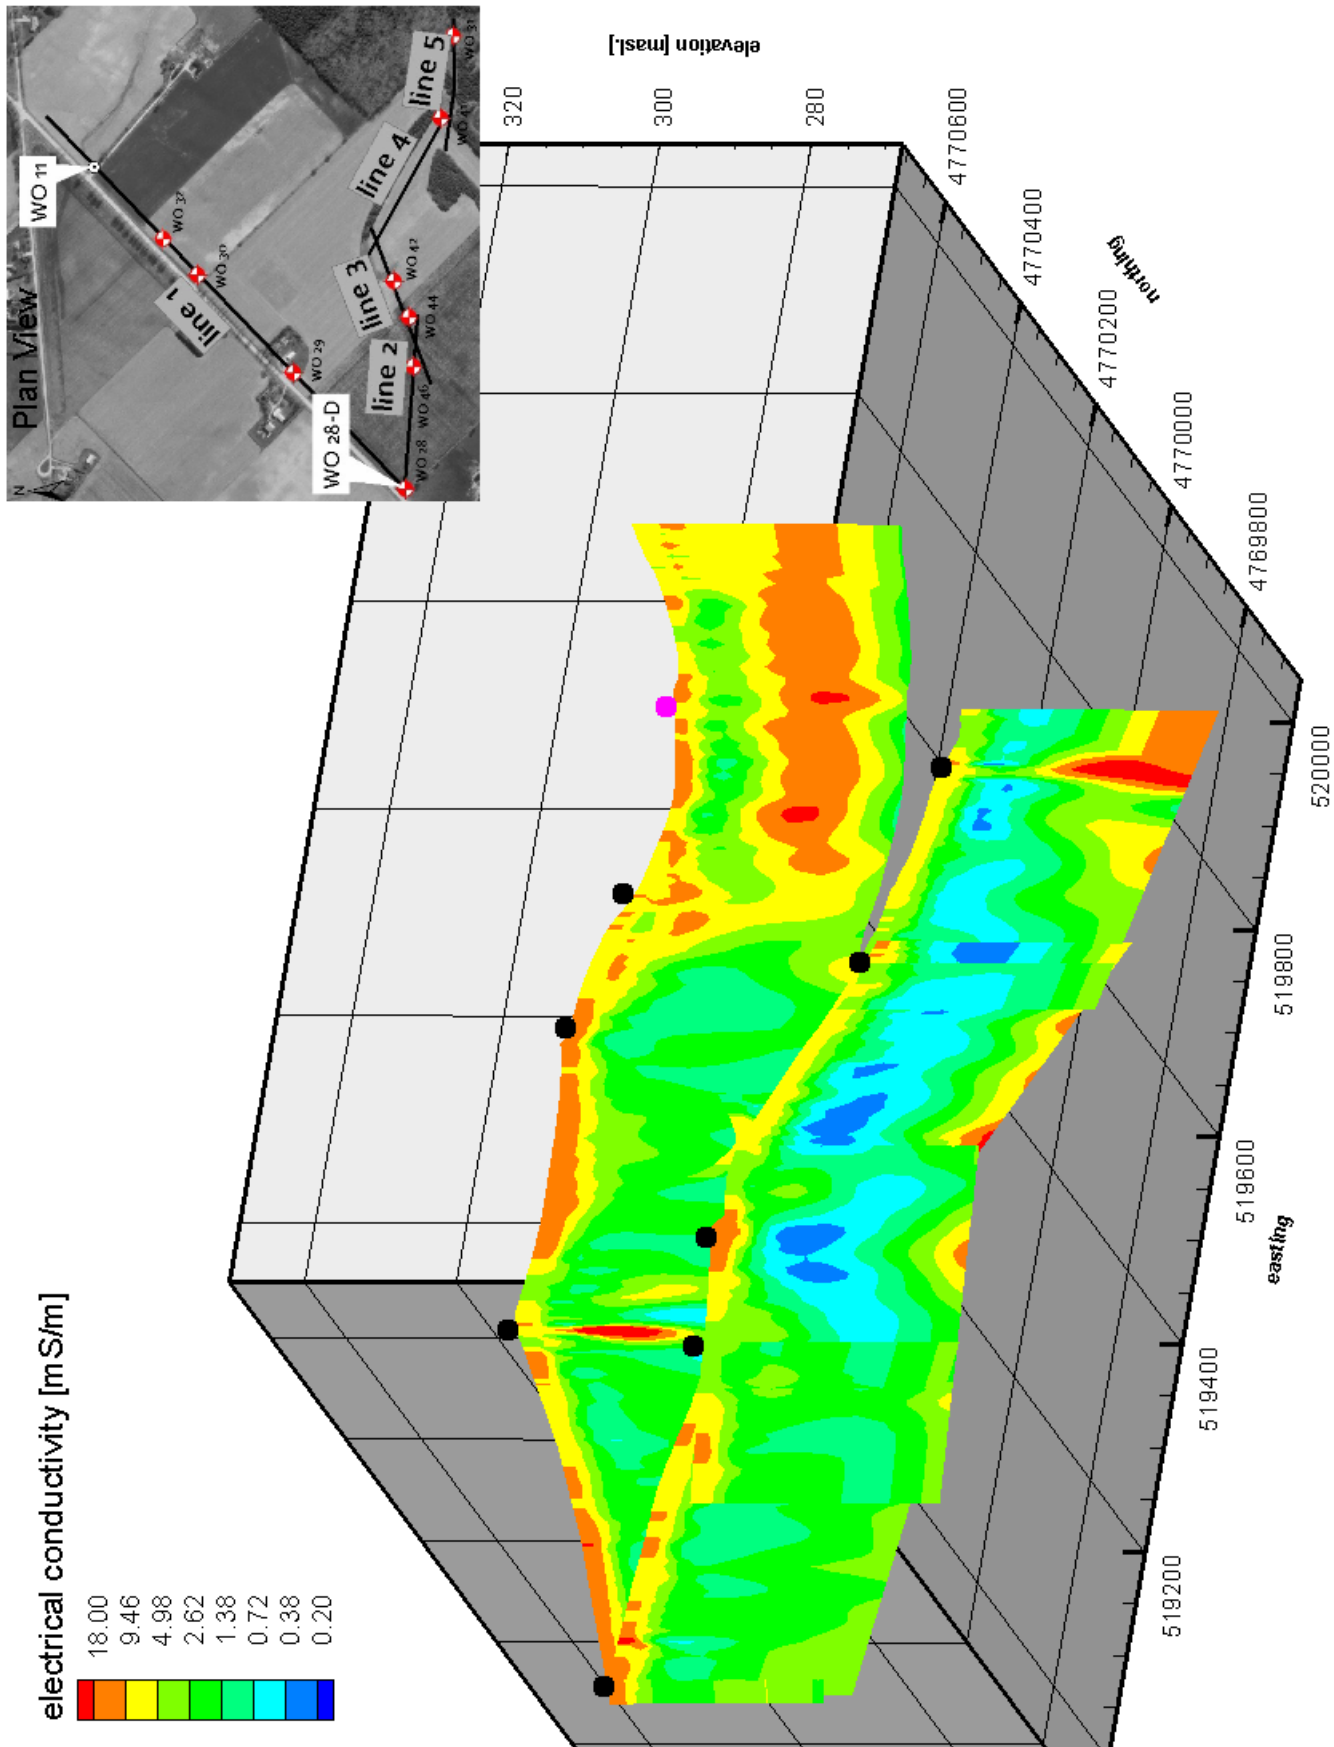 electrical conductivity [mS/m]
18.00
9.46
4.98
2.62
1.38
0.72
0.38
0.20
Plan View
N
WO 11
WO 32
WO 30
line 1
WO 29
WO 28-D
WO 28
WO 46
line 2
WO 44
line 3
WO 42
line 4
WO 41
line 5
WO 31
elevation [masl.]
320
300
280
northing
4770600
4770400
4770200
4770000
4769800
easting
519200
519400
519600
519800
520000